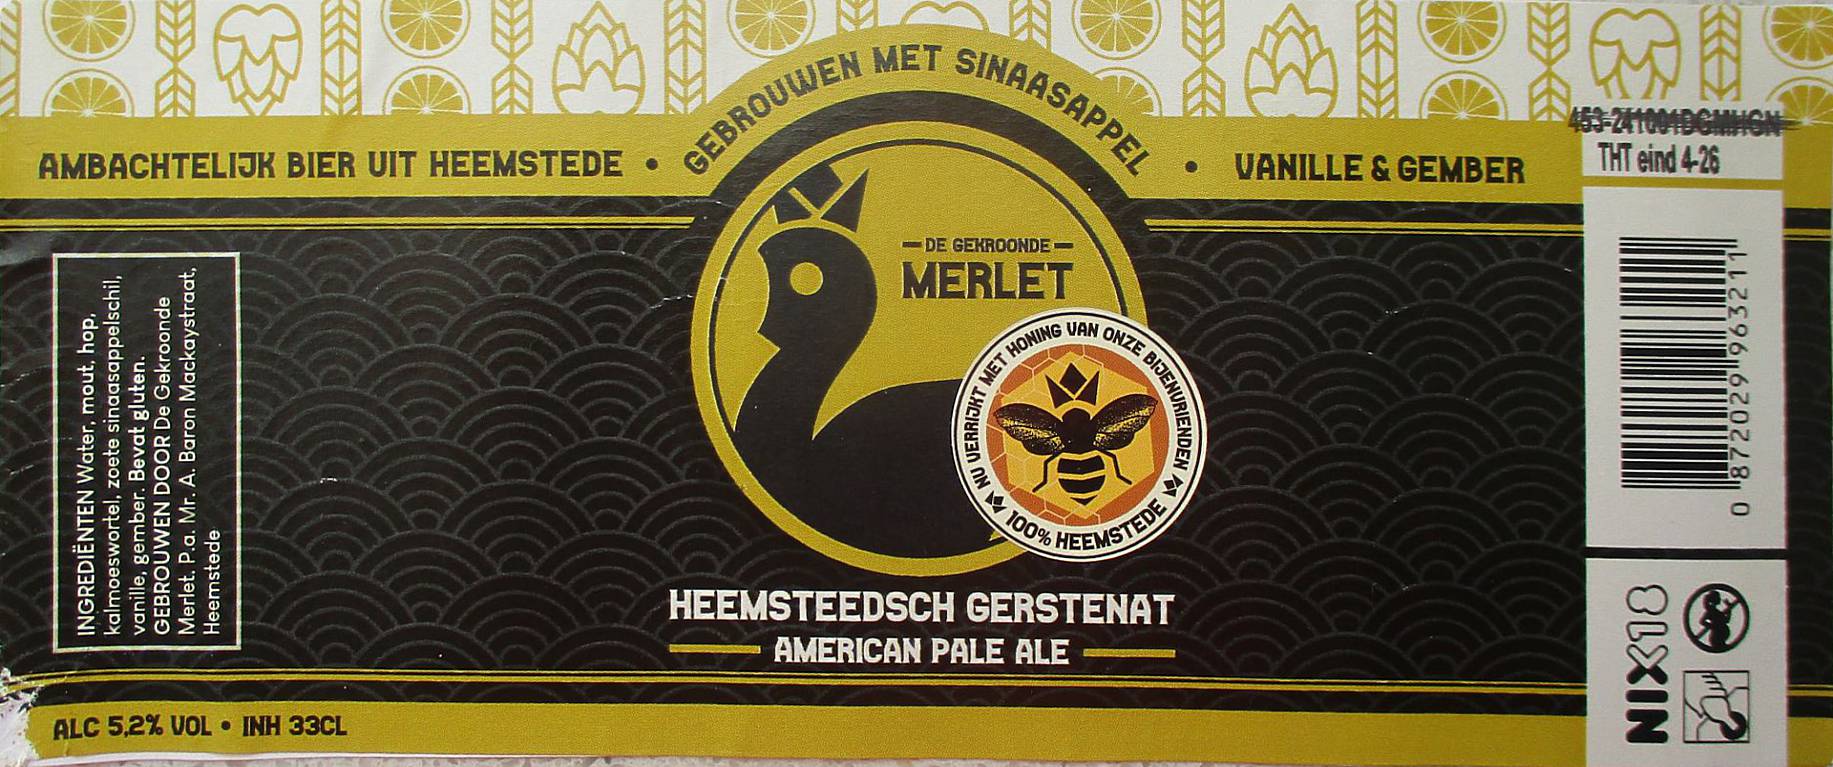 GEBROUWEN MET SINAASAPPEL
AMBACHTELIJK BIER UIT HEEMSTEDE •
• VANILLE & GEMBER
THT eind 4-26
DE GEKROONDE
MERLET
NU VERRIJKT MET HONING VAN ONZE BIJENVRIENDEN
100% HEEMSTEDE
HEEMSTEEDSCH GERSTENAT
AMERICAN PALE ALE
INGREDIËNTEN Water, mout, hop,
kalmoeswortel, zoete sinaasappelschil,
vanille, gember. Bevat gluten.
GEBROUWEN DOOR De Gekroonde
Merlet. P.a. Mr. A. Baron Mackaystraat,
Heemstede
ALC 5,2% VOL • INH 33CL
0 872029 963211
NIX18